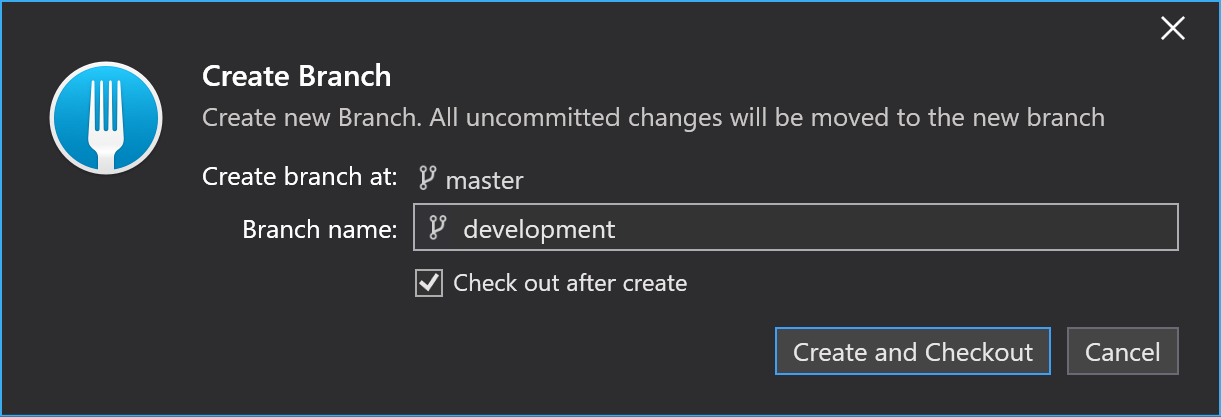 Create Branch
Create new Branch. All uncommitted changes will be moved to the new branch
Create branch at: master
Branch name: development
Check out after create
Create and Checkout Cancel